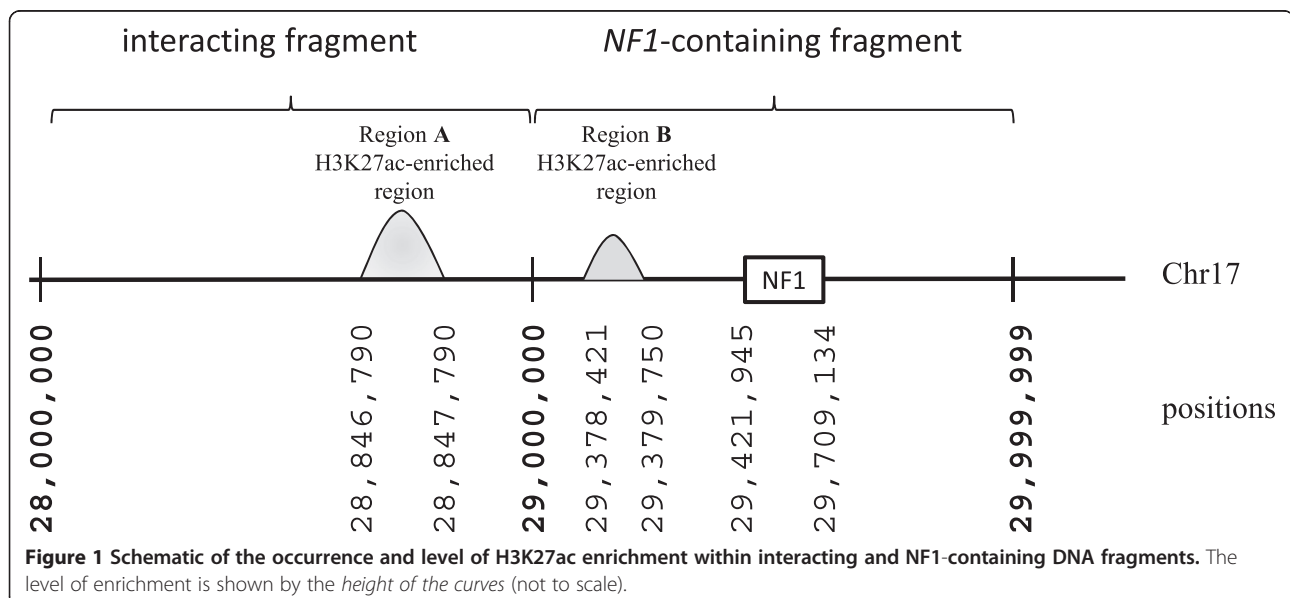 interacting fragment
NF1-containing fragment
Region A
H3K27ac-enriched
region
Region B
H3K27ac-enriched
region
NF1
Chr17
28,000,000
28,846,790
28,847,790
29,000,000
29,378,421
29,379,750
29,421,945
29,709,134
29,999,999
positions
Figure 1 Schematic of the occurrence and level of H3K27ac enrichment within interacting and NF1-containing DNA fragments. The
level of enrichment is shown by the height of the curves (not to scale).